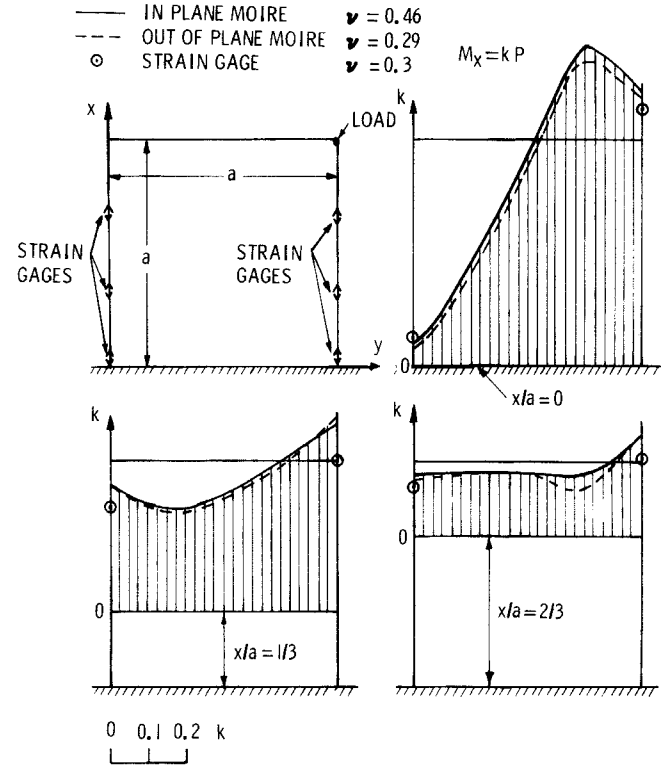 IN PLANE MOIRE ν = 0.46
OUT OF PLANE MOIRE ν = 0.29
STRAIN GAGE ν = 0.3
Mx = k P
x
LOAD
a
a
STRAIN
GAGES
STRAIN
GAGES
y
k
0
x/a = 0
k
0
x/a = 1/3
k
0
x/a = 2/3
0 0.1 0.2 k